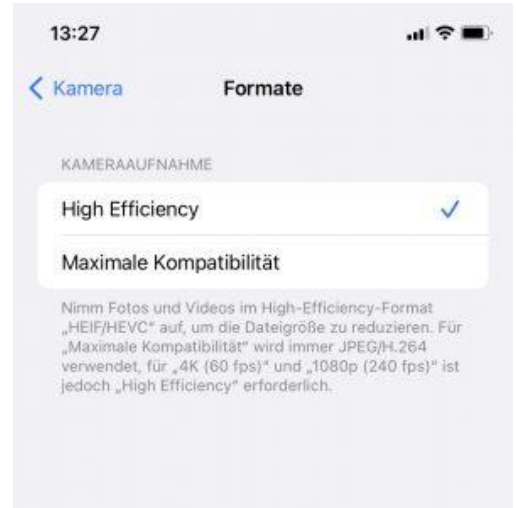 13:27
Kamera Formate
KAMERAAUFNAHME
High Efficiency
Maximale Kompatibilität
Nimm Fotos und Videos im High-Efficiency-Format
„HEIF/HEVC“ auf, um die Dateigröße zu reduzieren. Für
„Maximale Kompatibilität“ wird immer JPEG/H.264
verwendet, für „4K (60 fps)“ und „1080p (240 fps)“ ist
jedoch „High Efficiency“ erforderlich.